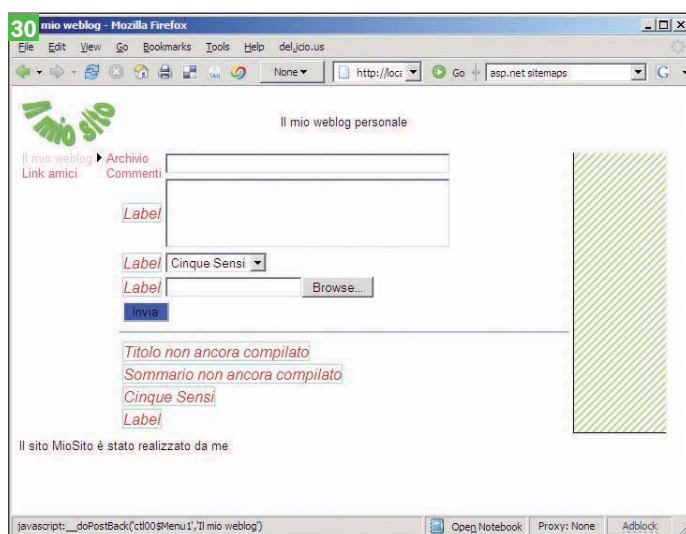 30
mio weblog - Mozilla Firefox
File Edit View Go Bookmarks Tools Help del.icio.us
TAG None http://loca Go asp.net sitemaps G
Il mio sito
Il mio weblog personale
Il mio weblog Archivio
Link amici Commenti
Label
Label Cinque Sensi
Label Browse...
Invia
Titolo non ancora compilato
Sommario non ancora compilato
Cinque Sensi
Label
Il sito MioSito è stato realizzato da me
javascript:__doPostBack('ctl00$Menu1','Il mio weblog') Open Notebook Proxy: None Adblock